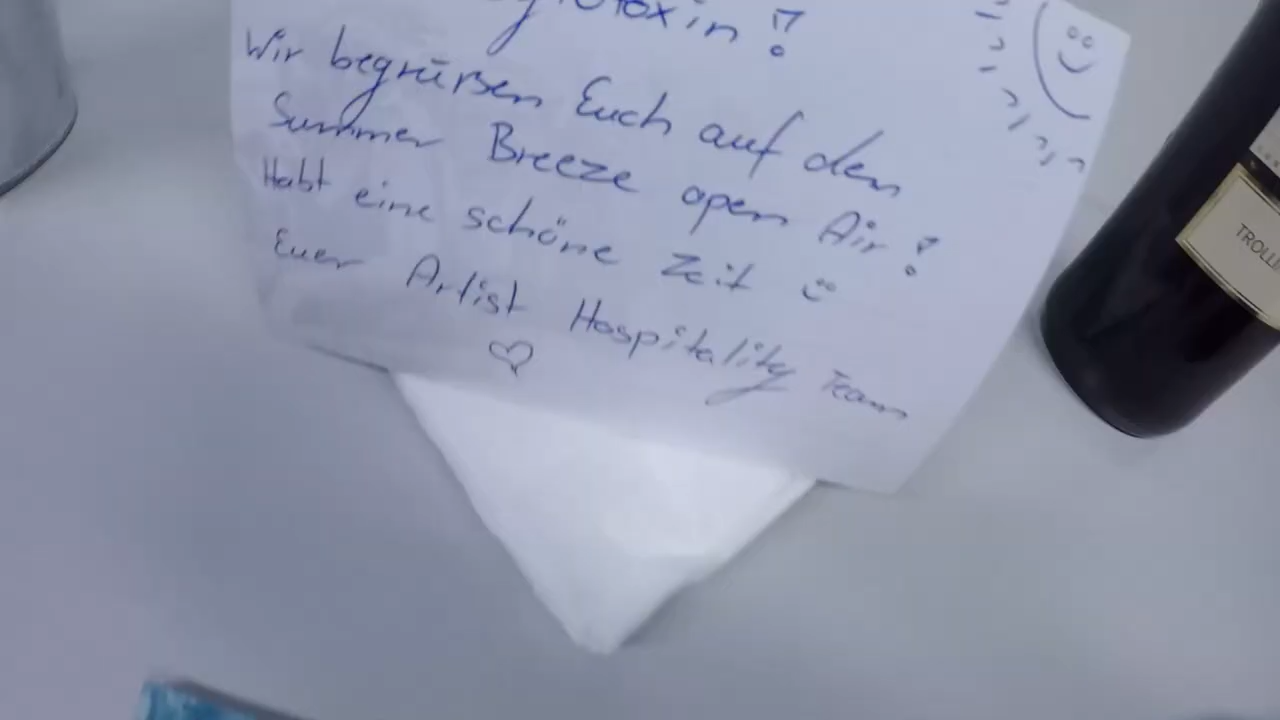 Wir begrüßen Euch auf dem
Summer Breeze open Air!
Habt eine schöne Zeit
Euer Artist Hospitality Team